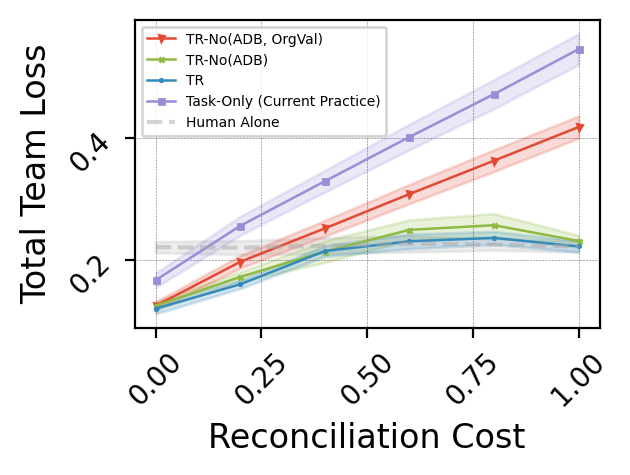 TR-No(ADB, OrgVal)
TR-No(ADB)
TR
Task-Only (Current Practice)
Human Alone
Total Team Loss
0.4
0.2
0.00
0.25
0.50
0.75
1.00
Reconciliation Cost